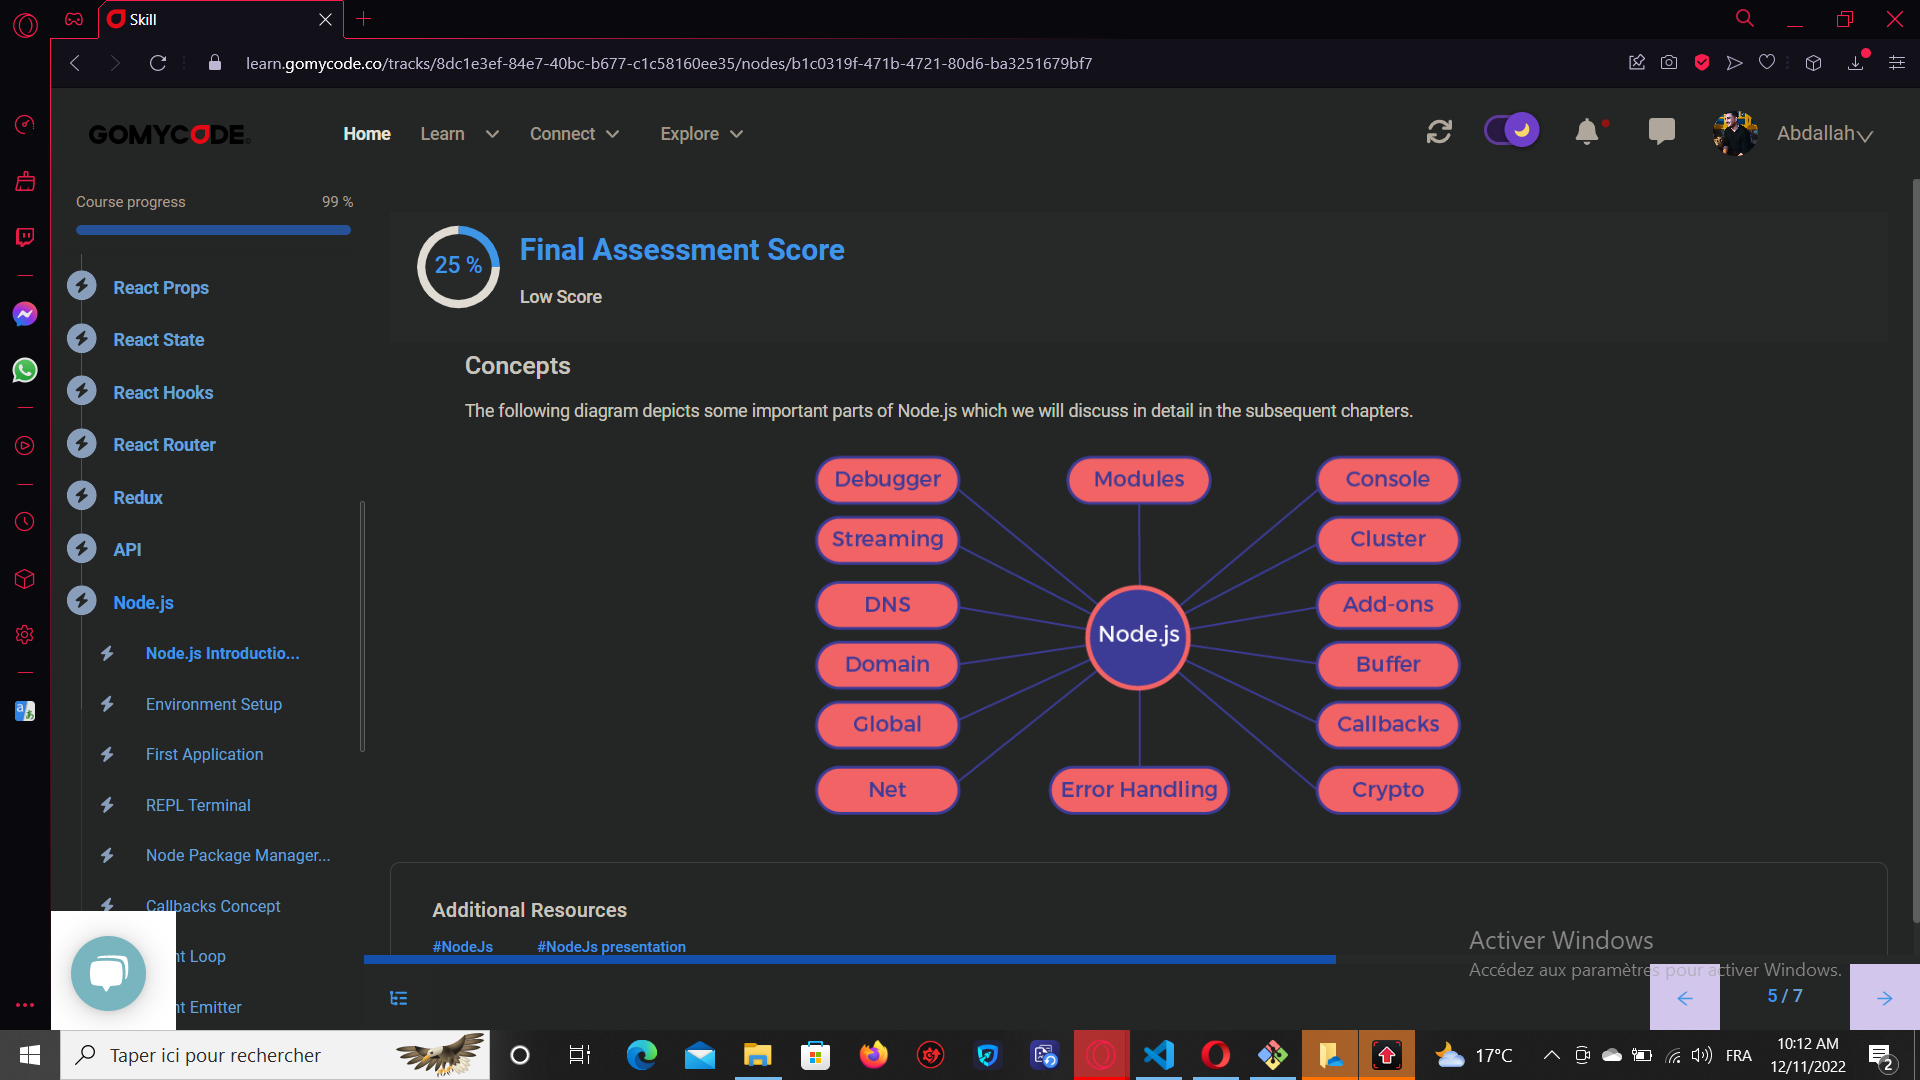 Skill
learn.gomycode.co/tracks/8dc1e3ef-84e7-40bc-b677-c1c58160ee35/nodes/b1c0319f-471b-4721-80d6-ba3251679bf7
GOMYCODE
Home Learn Connect Explore
Abdallah
Course progress 99 %
React Props
React State
React Hooks
React Router
Redux
API
Node.js
Node.js Introductio...
Environment Setup
First Application
REPL Terminal
Node Package Manager...
Callbacks Concept
nt Loop
nt Emitter
25 %
Final Assessment Score
Low Score
Concepts
The following diagram depicts some important parts of Node.js which we will discuss in detail in the subsequent chapters.
Debugger Modules Console
Streaming Cluster
DNS Add-ons
Node.js
Domain Buffer
Global Callbacks
Net Error Handling Crypto
Additional Resources
#NodeJs #NodeJs presentation
Activer Windows
Accédez aux paramètres pour activer Windows.
5 / 7
Taper ici pour rechercher
17°C
FRA
10:12 AM
12/11/2022
2